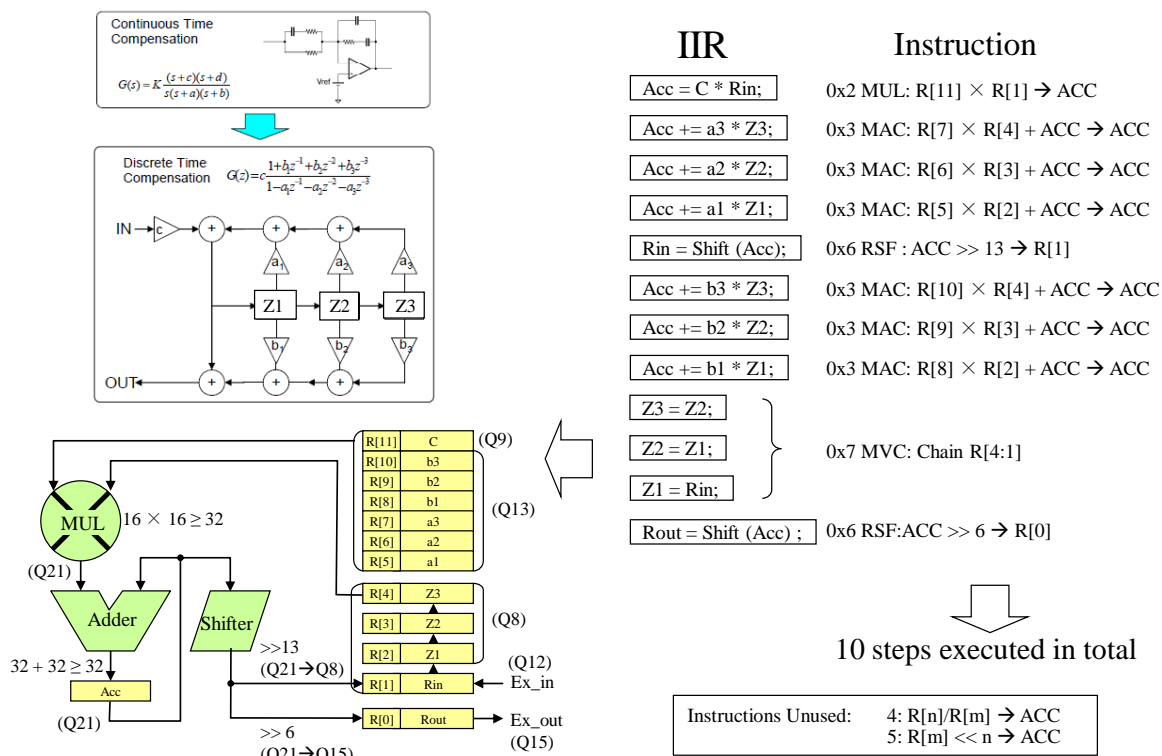 Continuous Time
Compensation
G(s) = K (s+c)(s+d) / s(s+a)(s+b)
Vref
Discrete Time
Compensation
G(z) = c 1+b₁z⁻¹+b₂z⁻²+b₃z⁻³ / 1−a₁z⁻¹−a₂z⁻²−a₃z⁻³
IN c + + +
a₁ a₂ a₃
Z1 Z2 Z3
b₁ b₂ b₃
OUT + + +
IIR Instruction
Acc = C * Rin; 0x2 MUL: R[11] × R[1] → ACC
Acc += a3 * Z3; 0x3 MAC: R[7] × R[4] + ACC → ACC
Acc += a2 * Z2; 0x3 MAC: R[6] × R[3] + ACC → ACC
Acc += a1 * Z1; 0x3 MAC: R[5] × R[2] + ACC → ACC
Rin = Shift (Acc); 0x6 RSF : ACC >> 13 → R[1]
Acc += b3 * Z3; 0x3 MAC: R[10] × R[4] + ACC → ACC
Acc += b2 * Z2; 0x3 MAC: R[9] × R[3] + ACC → ACC
Acc += b1 * Z1; 0x3 MAC: R[8] × R[2] + ACC → ACC
Z3 = Z2;
Z2 = Z1; 0x7 MVC: Chain R[4:1]
Z1 = Rin;
Rout = Shift (Acc) ; 0x6 RSF:ACC >> 6 → R[0]
10 steps executed in total
Instructions Unused: 4: R[n]/R[m] → ACC
5: R[m] << n → ACC
R[11] C (Q9)
R[10] b3
R[9] b2
R[8] b1 (Q13)
R[7] a3
R[6] a2
R[5] a1
R[4] Z3
R[3] Z2 (Q8)
R[2] Z1
(Q12)
R[1] Rin Ex_in
R[0] Rout Ex_out
(Q15)
MUL 16 × 16 ≥ 32
(Q21)
Adder Shifter
>>13
(Q21→Q8)
32 + 32 ≥ 32
Acc
(Q21)
>> 6
(Q21→Q15)